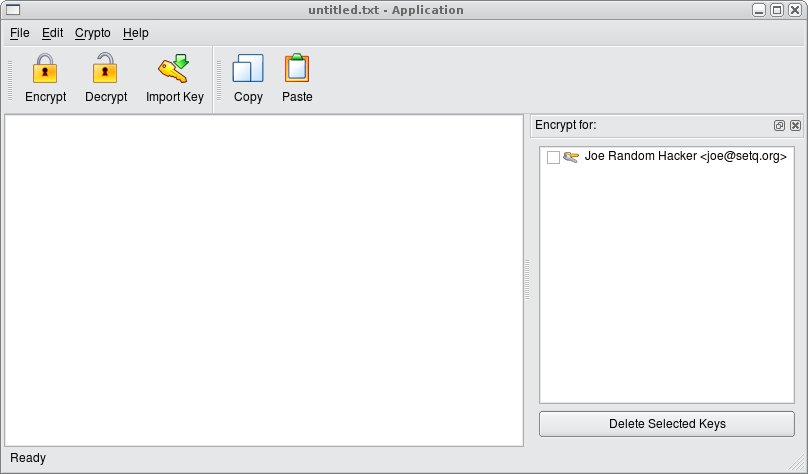 untitled.txt - Application
File Edit Crypto Help
Encrypt Decrypt Import Key Copy Paste
Encrypt for:
Joe Random Hacker <joe@setq.org>
Delete Selected Keys
Ready